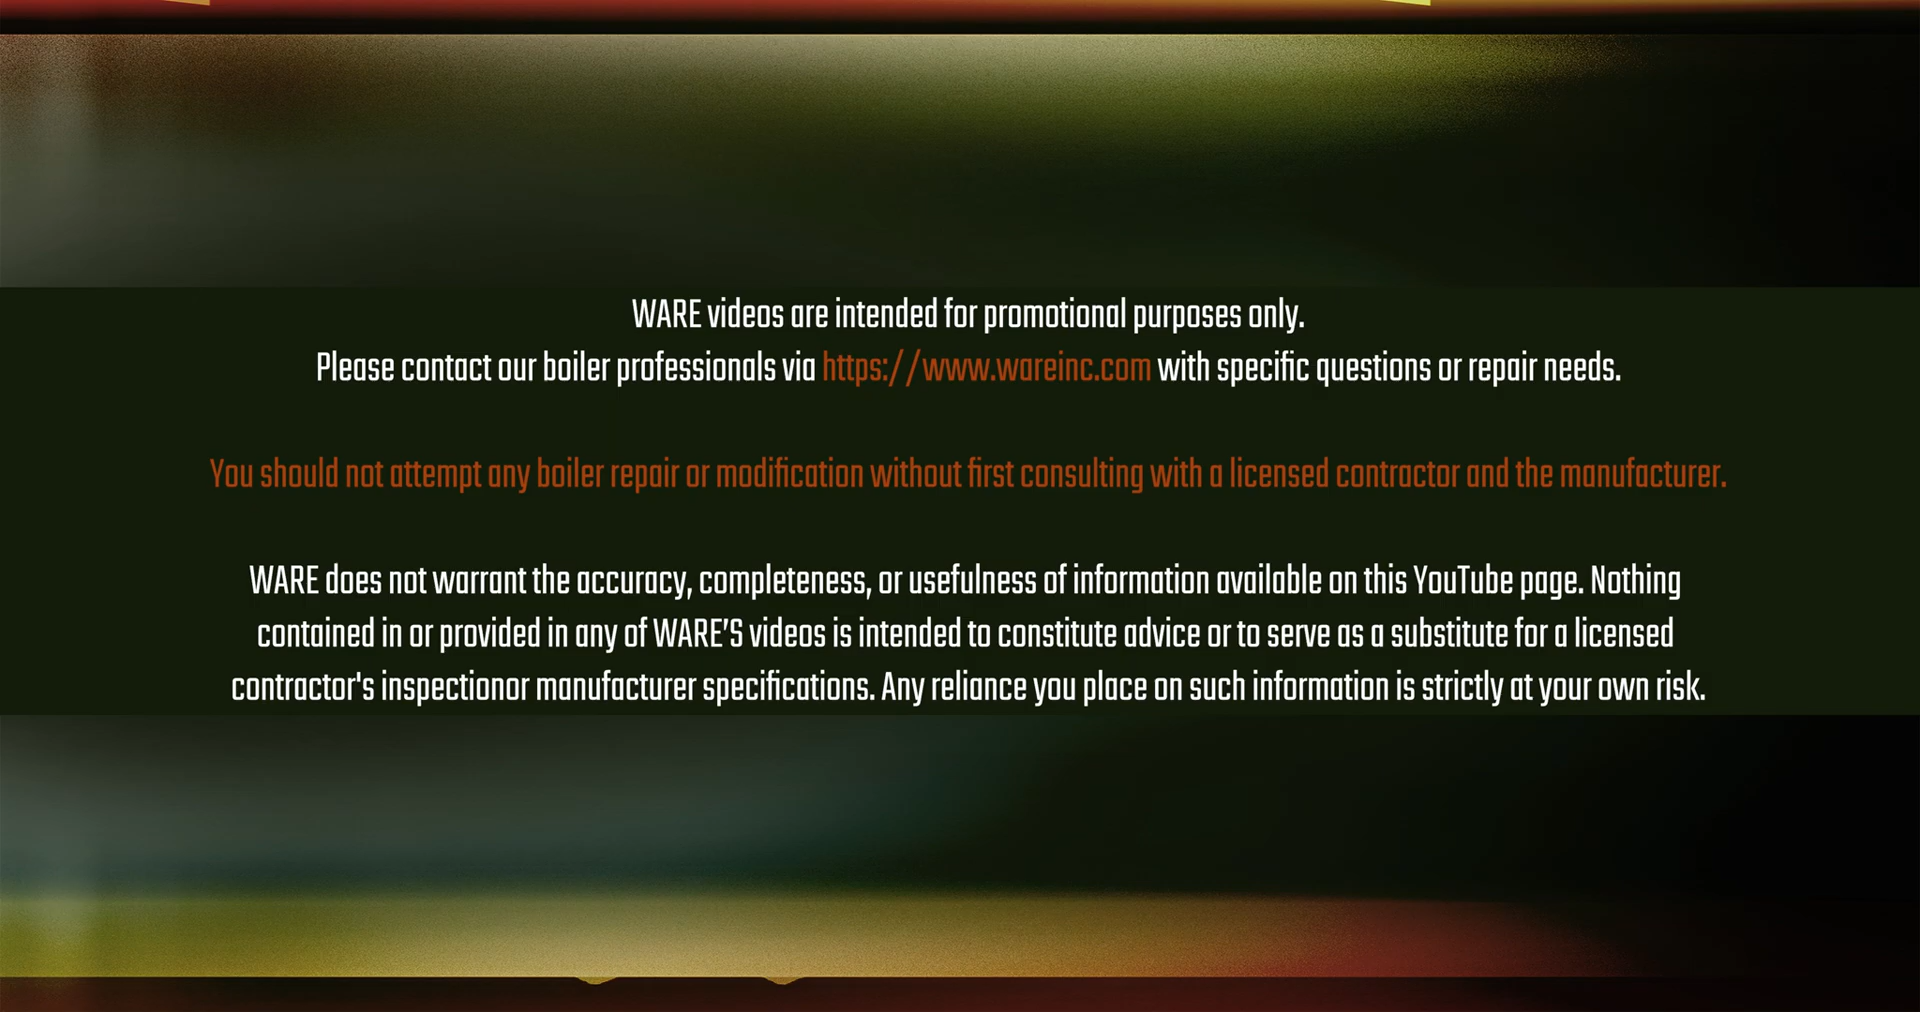 WARE videos are intended for promotional purposes only.
Please contact our boiler professionals via https://www.wareinc.com with specific questions or repair needs.
You should not attempt any boiler repair or modification without first consulting with a licensed contractor and the manufacturer.
WARE does not warrant the accuracy, completeness, or usefulness of information available on this YouTube page. Nothing
contained in or provided in any of WARE'S videos is intended to constitute advice or to serve as a substitute for a licensed
contractor's inspectionor manufacturer specifications. Any reliance you place on such information is strictly at your own risk.